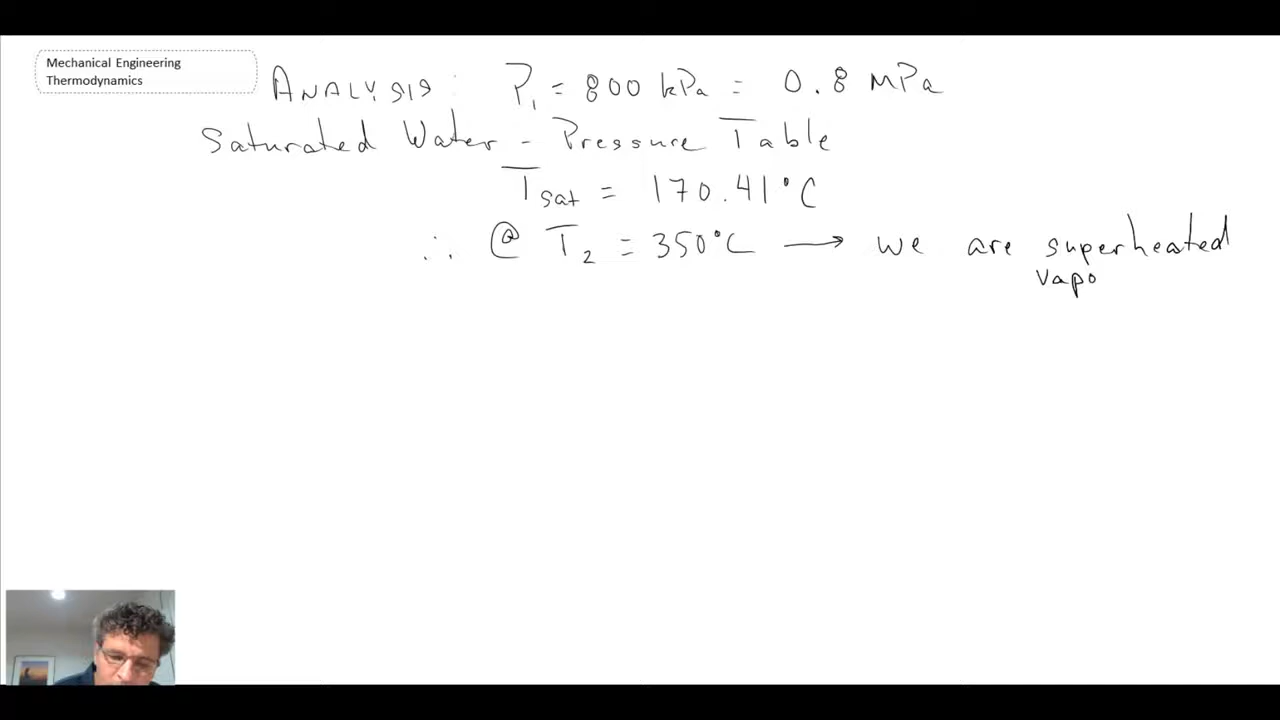 Mechanical Engineering
Thermodynamics
ANALYSIS : P1 = 800 kPa = 0.8 MPa
Saturated Water - Pressure Table
Tsat = 170.41°C
∴ @ T2 = 350°C → we are superheated
vapo